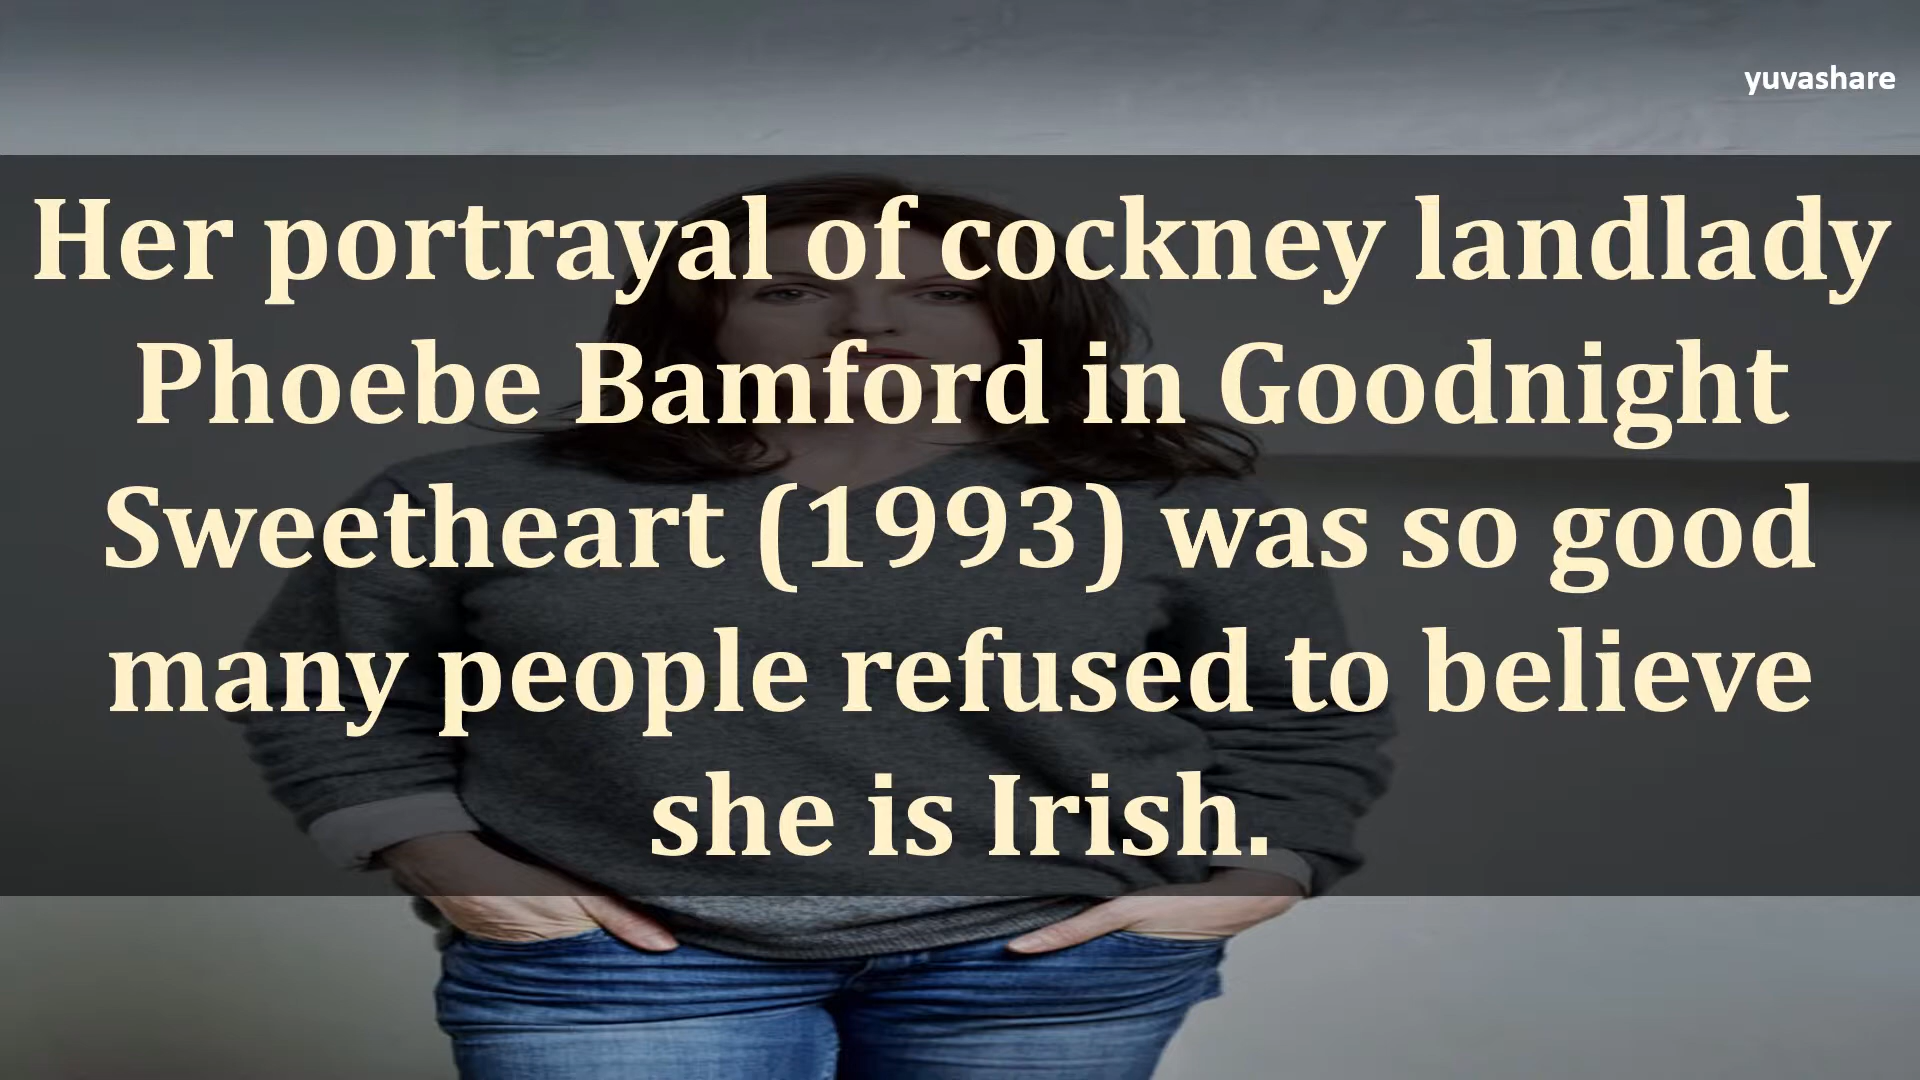 yuvashare
Her portrayal of cockney landlady
Phoebe Bamford in Goodnight
Sweetheart (1993) was so good
many people refused to believe
she is Irish.